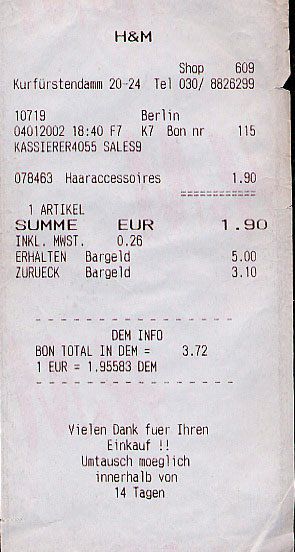 H&M
Shop 609
Kurfürstendamm 20-24 Tel 030/ 8826299
10719 Berlin
04012002 18:40 F7 K7 Bon nr 115
KASSIERER4055 SALES9
078463 Haaraccessoires 1.90
============
1 ARTIKEL
SUMME EUR 1.90
INKL. MWST. 0.26
ERHALTEN Bargeld 5.00
ZURUECK Bargeld 3.10
- - - - - - - - - - - - - - - -
DEM INFO
BON TOTAL IN DEM = 3.72
1 EUR = 1.95583 DEM
- - - - - - - - - - - - - - - -
Vielen Dank fuer Ihren
Einkauf !!
Umtausch moeglich
innerhalb von
14 Tagen